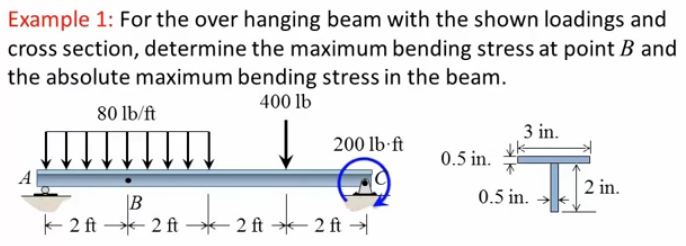 Example 1: For the over hanging beam with the shown loadings and
cross section, determine the maximum bending stress at point B and
the absolute maximum bending stress in the beam.
400 lb
80 lb/ft
200 lb·ft
3 in.
0.5 in.
A
C
0.5 in.
2 in.
B
2 ft 2 ft 2 ft 2 ft